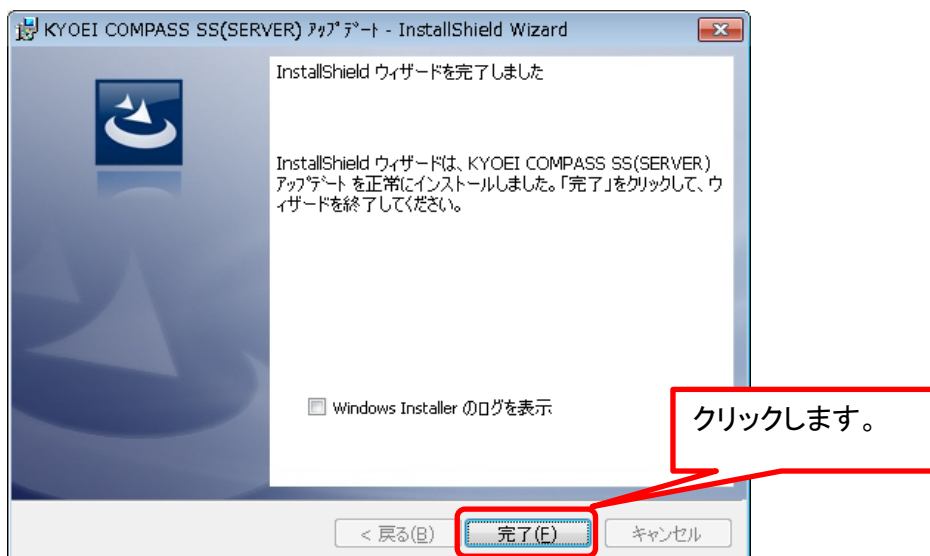 KYOEI COMPASS SS(SERVER) ｱｯﾌﾟﾃﾞｰﾄ - InstallShield Wizard
InstallShield ウィザードを完了しました
InstallShield ウィザードは、KYOEI COMPASS SS(SERVER)
ｱｯﾌﾟﾃﾞｰﾄ を正常にインストールしました。「完了」をクリックして、ウ
ィザードを終了してください。
Windows Installer のログを表示
クリックします。
< 戻る(B)
完了(F)
キャンセル